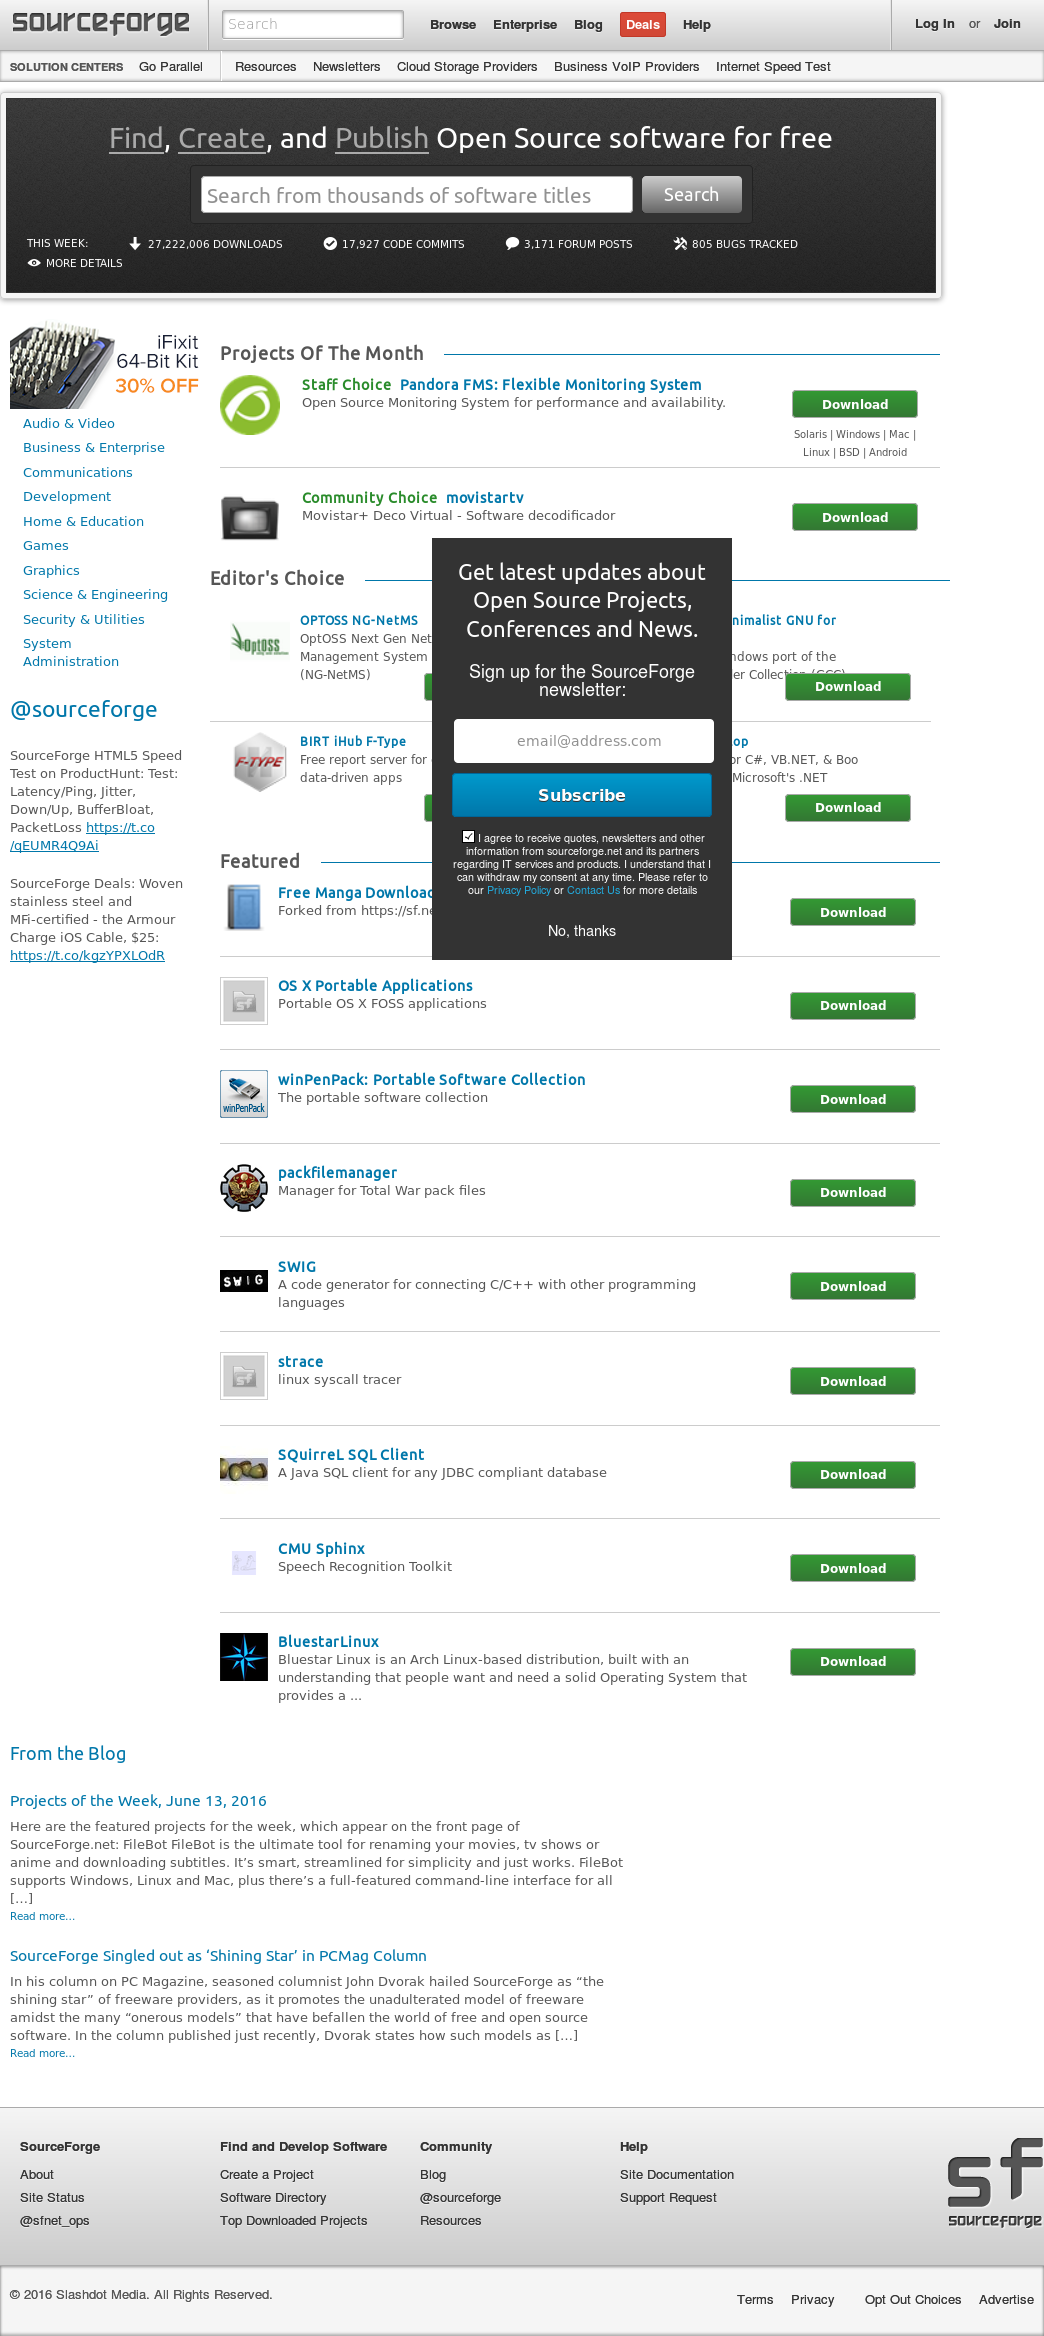 sourceforge
Search
Browse Enterprise Blog Deals Help
Log In or Join
SOLUTION CENTERS Go Parallel Resources Newsletters Cloud Storage Providers Business VoIP Providers Internet Speed Test
Find, Create, and Publish Open Source software for free
Search from thousands of software titles
Search
THIS WEEK: 27,222,006 DOWNLOADS 17,927 CODE COMMITS 3,171 FORUM POSTS 805 BUGS TRACKED
MORE DETAILS
iFixit
64-Bit Kit
30% OFF
Audio & Video
Business & Enterprise
Communications
Development
Home & Education
Games
Graphics
Science & Engineering
Security & Utilities
System
Administration
@sourceforge
SourceForge HTML5 Speed
Test on ProductHunt: Test:
Latency/Ping, Jitter,
Down/Up, BufferBloat,
PacketLoss https://t.co
/qEUMR4Q9Ai
SourceForge Deals: Woven
stainless steel and
MFi-certified - the Armour
Charge iOS Cable, $25:
https://t.co/kgzYPXLOdR
Projects Of The Month
Staff Choice Pandora FMS: Flexible Monitoring System
Open Source Monitoring System for performance and availability.
Download
Solaris | Windows | Mac |
Linux | BSD | Android
Community Choice movistartv
Movistar+ Deco Virtual - Software decodificador
Download
Editor's Choice
OptOSS
OPTOSS NG-NetMS
OptOSS Next Gen Net
Management System
(NG-NetMS)
nimalist GNU for
ndows port of the
Download
F-TYPE
BIRT iHub F-Type
Free report server for
data-driven apps
or C#, VB.NET, & Boo
Microsoft's .NET
Download
Get latest updates about
Open Source Projects,
Conferences and News.
Sign up for the SourceForge
newsletter:
email@address.com
Subscribe
I agree to receive quotes, newsletters and other
information from sourceforge.net and its partners
regarding IT services and products. I understand that I
can withdraw my consent at any time. Please refer to
our Privacy Policy or Contact Us for more details
No, thanks
Featured
Free Manga Download
Forked from https://sf.ne
Download
OS X Portable Applications
Portable OS X FOSS applications
Download
winPenPack
winPenPack: Portable Software Collection
The portable software collection
Download
packfilemanager
Manager for Total War pack files
Download
SWIG
SWIG
A code generator for connecting C/C++ with other programming
languages
Download
strace
linux syscall tracer
Download
SQuirreL SQL Client
A Java SQL client for any JDBC compliant database
Download
CMU Sphinx
Speech Recognition Toolkit
Download
BluestarLinux
Bluestar Linux is an Arch Linux-based distribution, built with an
understanding that people want and need a solid Operating System that
provides a ...
Download
From the Blog
Projects of the Week, June 13, 2016
Here are the featured projects for the week, which appear on the front page of
SourceForge.net: FileBot FileBot is the ultimate tool for renaming your movies, tv shows or
anime and downloading subtitles. It’s smart, streamlined for simplicity and just works. FileBot
supports Windows, Linux and Mac, plus there’s a full-featured command-line interface for all
[…]
Read more...
SourceForge Singled out as ‘Shining Star’ in PCMag Column
In his column on PC Magazine, seasoned columnist John Dvorak hailed SourceForge as “the
shining star” of freeware providers, as it promotes the unadulterated model of freeware
amidst the many “onerous models” that have befallen the world of free and open source
software. In the column published just recently, Dvorak states how such models as […]
Read more...
SourceForge
About
Site Status
@sfnet_ops
Find and Develop Software
Create a Project
Software Directory
Top Downloaded Projects
Community
Blog
@sourceforge
Resources
Help
Site Documentation
Support Request
sf
sourceforge
© 2016 Slashdot Media. All Rights Reserved.
Terms Privacy Opt Out Choices Advertise